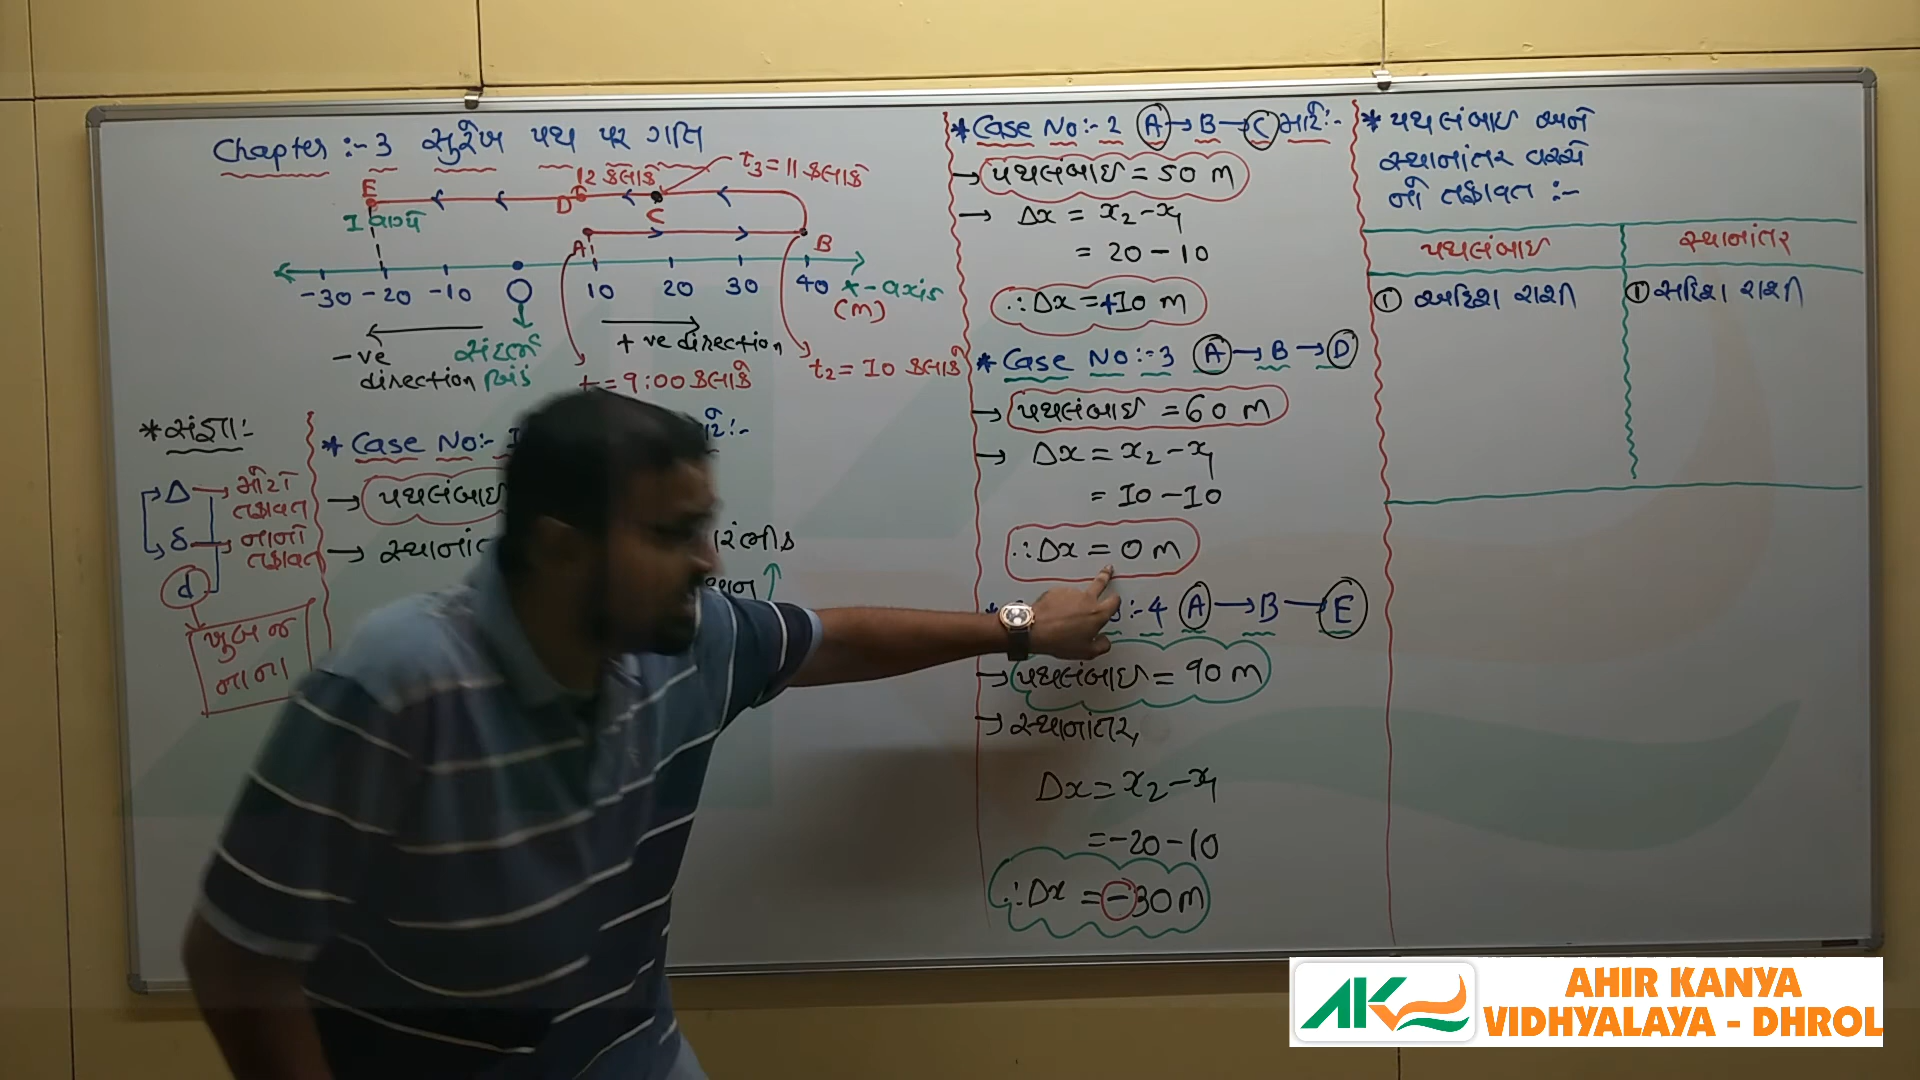 Chapter :- 3 સુરેખ પથ પર ગતિ
E
12 કલાકે
t₃ = 11 કલાકે
D
C
1 વાગ્યે
A
B
-30 -20 -10 O 10 20 30 40 x-axis
(m)
-ve direction
સંદર્ભ બિંદુ
+ ve direction
t = 9:00 કલાકે
t₂ = 10 કલાકે
* સંજ્ઞા:-
Δ → મોટો તફાવત
δ → નાનો તફાવત
d
ખુબ જ નાના
* Case No:- 1
→ પથલંબાઈ
→
* Case No:- 2 A → B → C માટે:-
→ પથલંબાઈ = 50 m
→ Δx = x₂ - x₁
= 20 - 10
∴ Δx = +10 m
* Case No:- 3 A → B → D
→ પથલંબાઈ = 60 m
→ Δx = x₂ - x₁
= 10 - 10
∴ Δx = 0 m
:- 4 A → B → E
→ પથલંબાઈ = 90 m
→ સ્થાનાંતર,
Δx = x₂ - x₁
= -20 - 10
∴ Δx = -30 m
* પથલંબાઈ અને
સ્થાનાંતર વચ્ચે
નો તફાવત :-
પથલંબાઈ સ્થાનાંતર
① અદિશ રાશી ① સદિશ રાશી
AHIR KANYA
VIDHYALAYA - DHROL